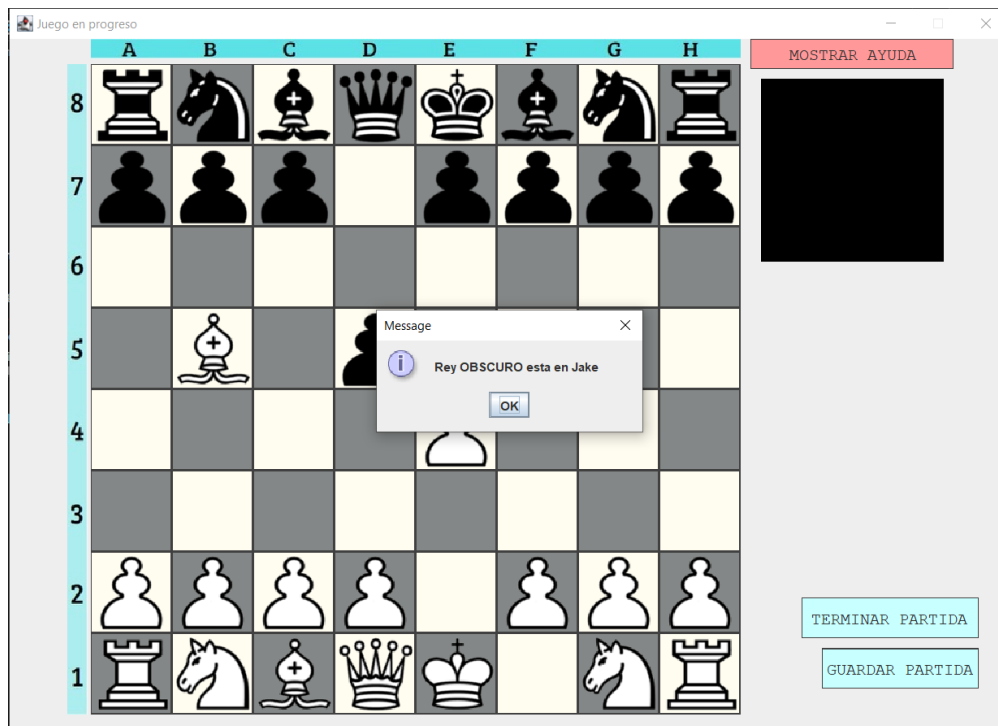 Juego en progreso
A B C D E F G H
MOSTRAR AYUDA
8
7
6
5
Message
Rey OBSCURO esta en Jake
OK
4
3
2
TERMINAR PARTIDA
1
GUARDAR PARTIDA